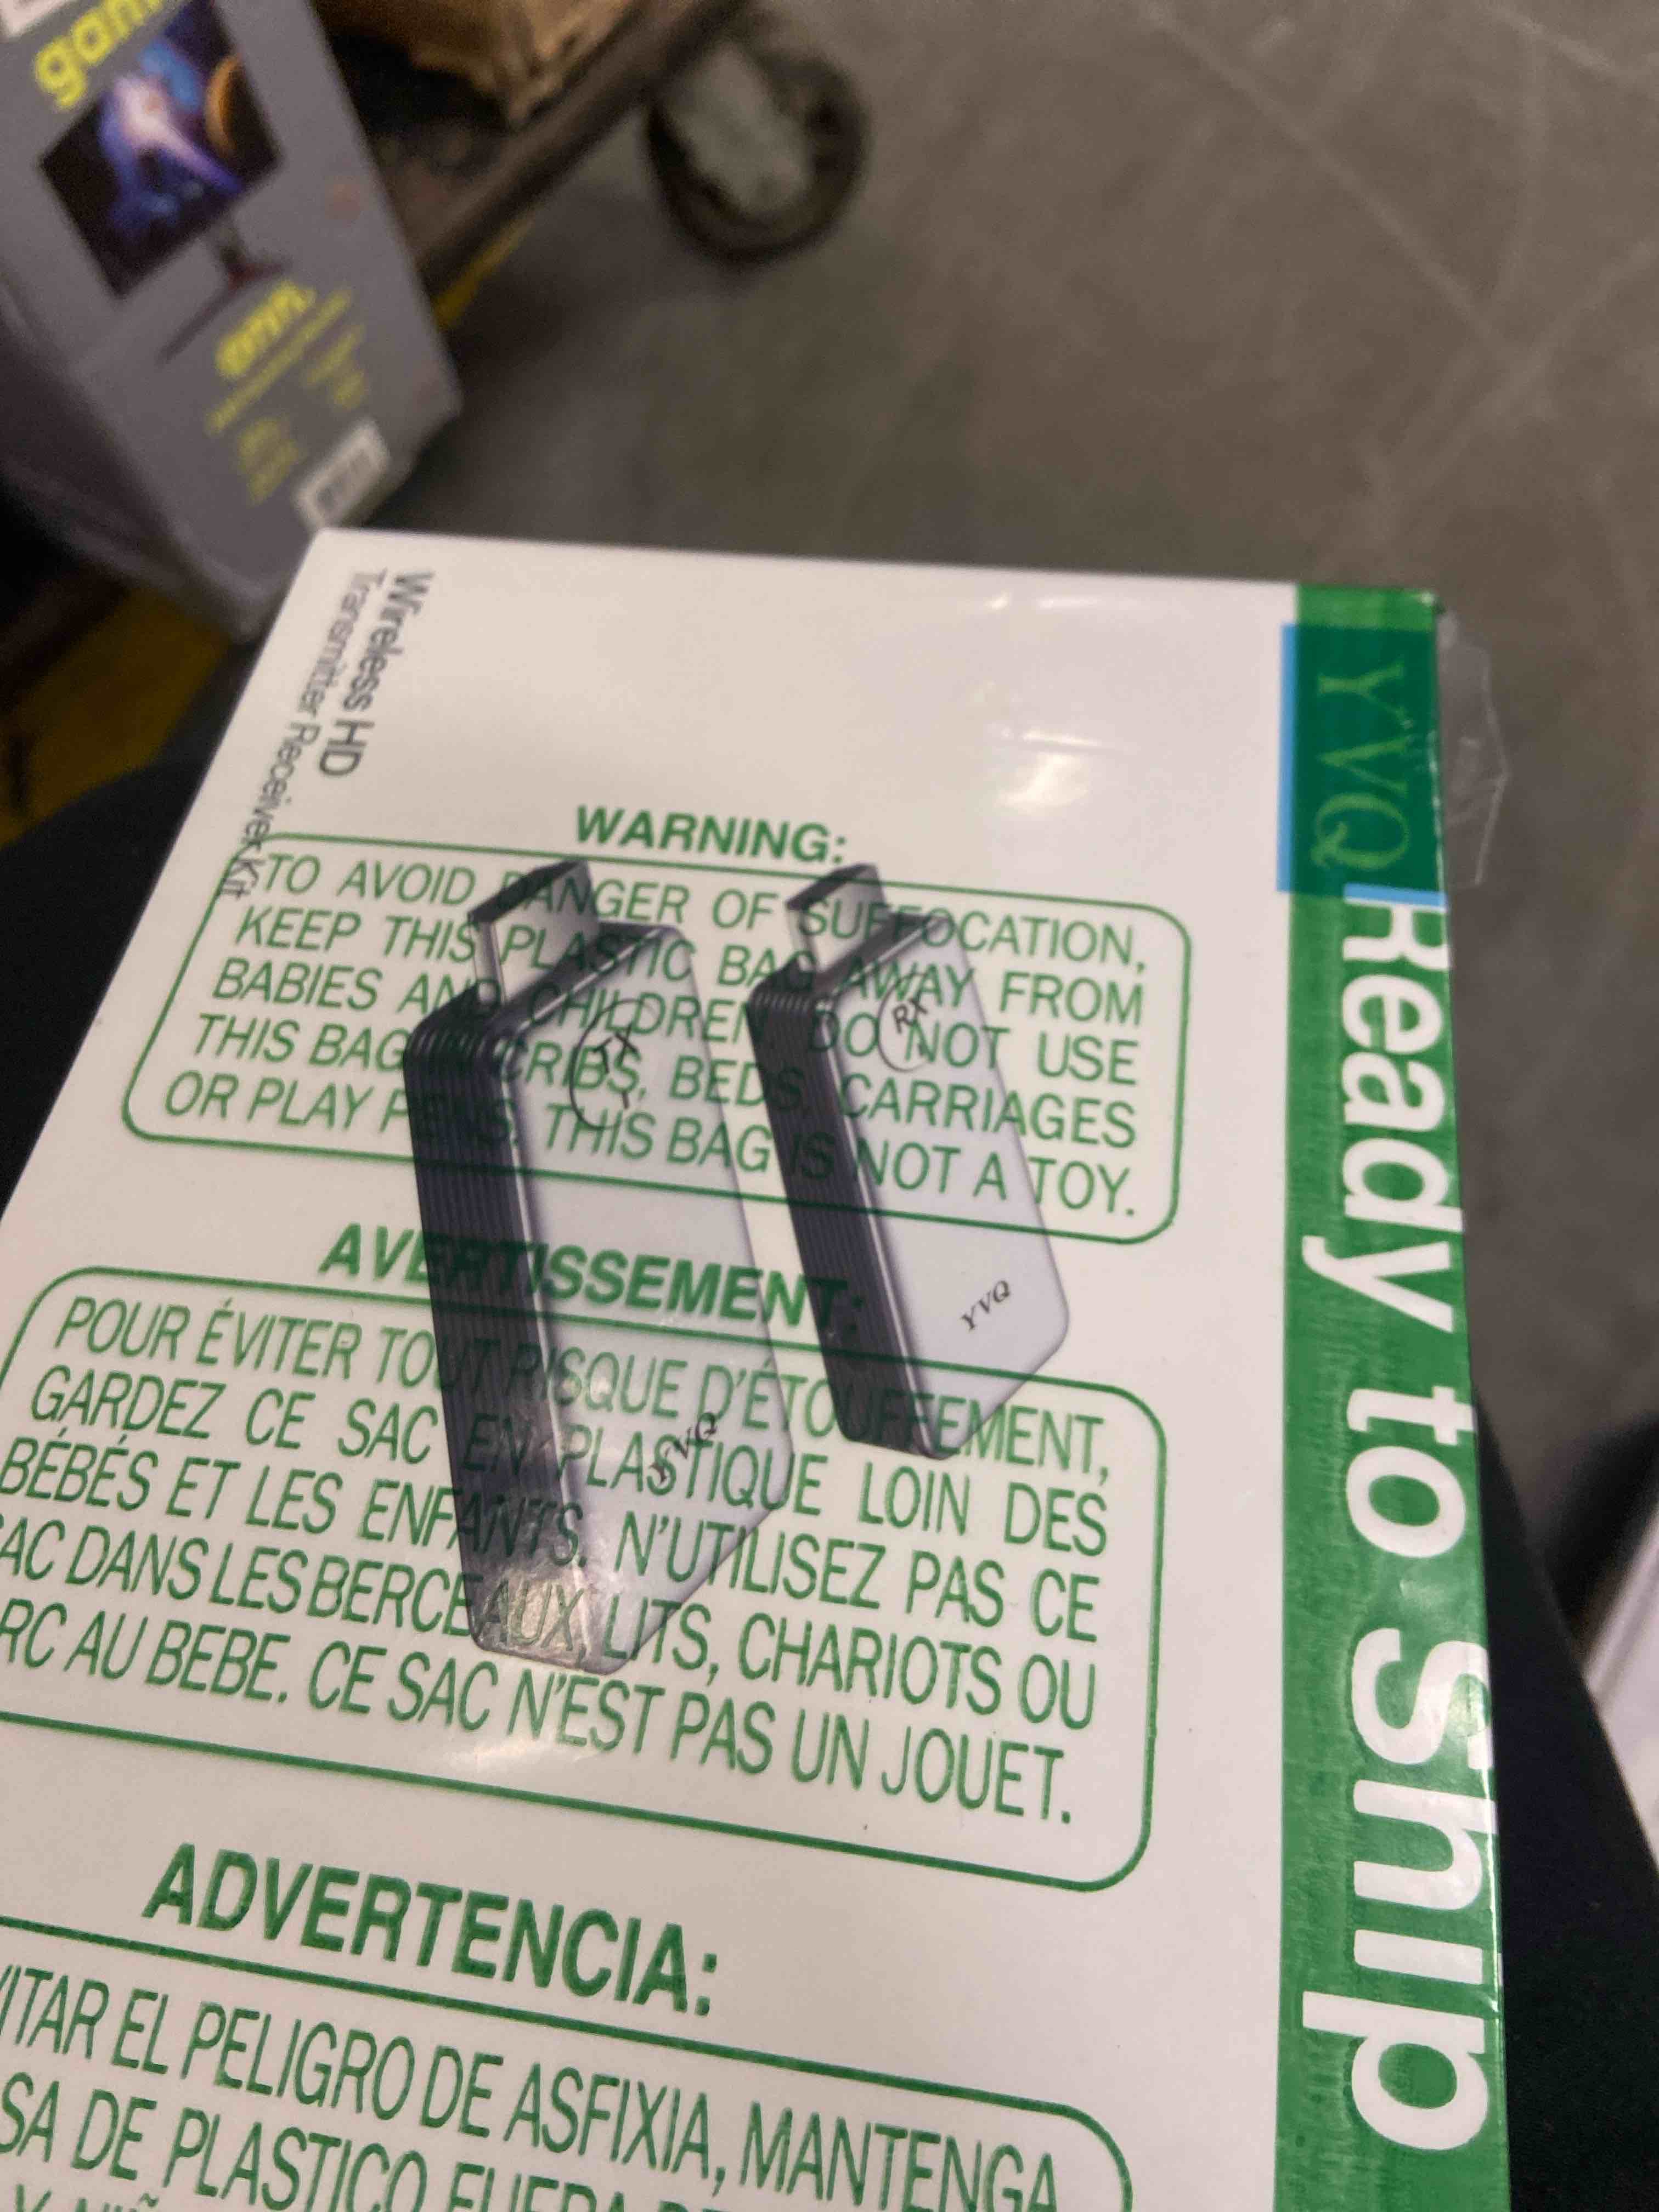 Wireless HD
Transmitter Receiver Kit
YVQ
Ready to Ship
WARNING:
TO AVOID DANGER OF SUFFOCATION,
KEEP THIS PLASTIC BAG AWAY FROM
BABIES AND CHILDREN. DO NOT USE
THIS BAG IN CRIBS, BEDS, CARRIAGES
OR PLAY PENS. THIS BAG IS NOT A TOY.
TX
RX
YVQ
YVQ
AVERTISSEMENT:
POUR ÉVITER TOUT RISQUE D'ÉTOUFFEMENT,
GARDEZ CE SAC EN PLASTIQUE LOIN DES
BÉBÉS ET LES ENFANTS. N'UTILISEZ PAS CE
SAC DANS LES BERCEAUX, LITS, CHARIOTS OU
RC AU BEBE. CE SAC N'EST PAS UN JOUET.
ADVERTENCIA:
VITAR EL PELIGRO DE ASFIXIA, MANTENGA
SA DE PLASTICO FUERA